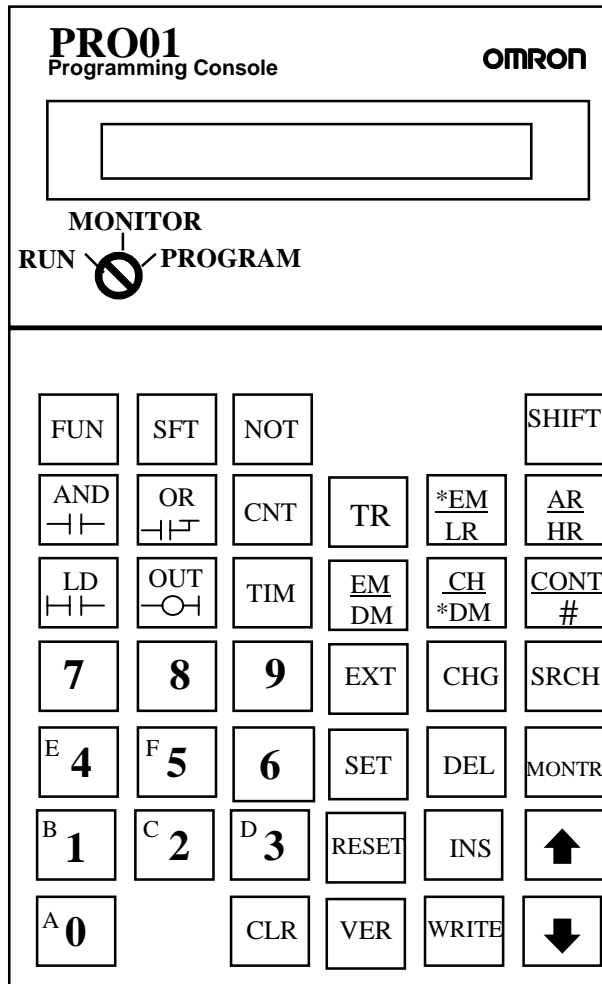 PRO01
Programming Console
OMRON
MONITOR
RUN
PROGRAM
FUN
SFT
NOT
SHIFT
AND
OR
CNT
TR
*EM
LR
AR
HR
LD
OUT
TIM
EM
DM
CH
*DM
CONT
#
7
8
9
EXT
CHG
SRCH
E 4
F 5
6
SET
DEL
MONTR
B 1
C 2
D 3
RESET
INS
A 0
CLR
VER
WRITE